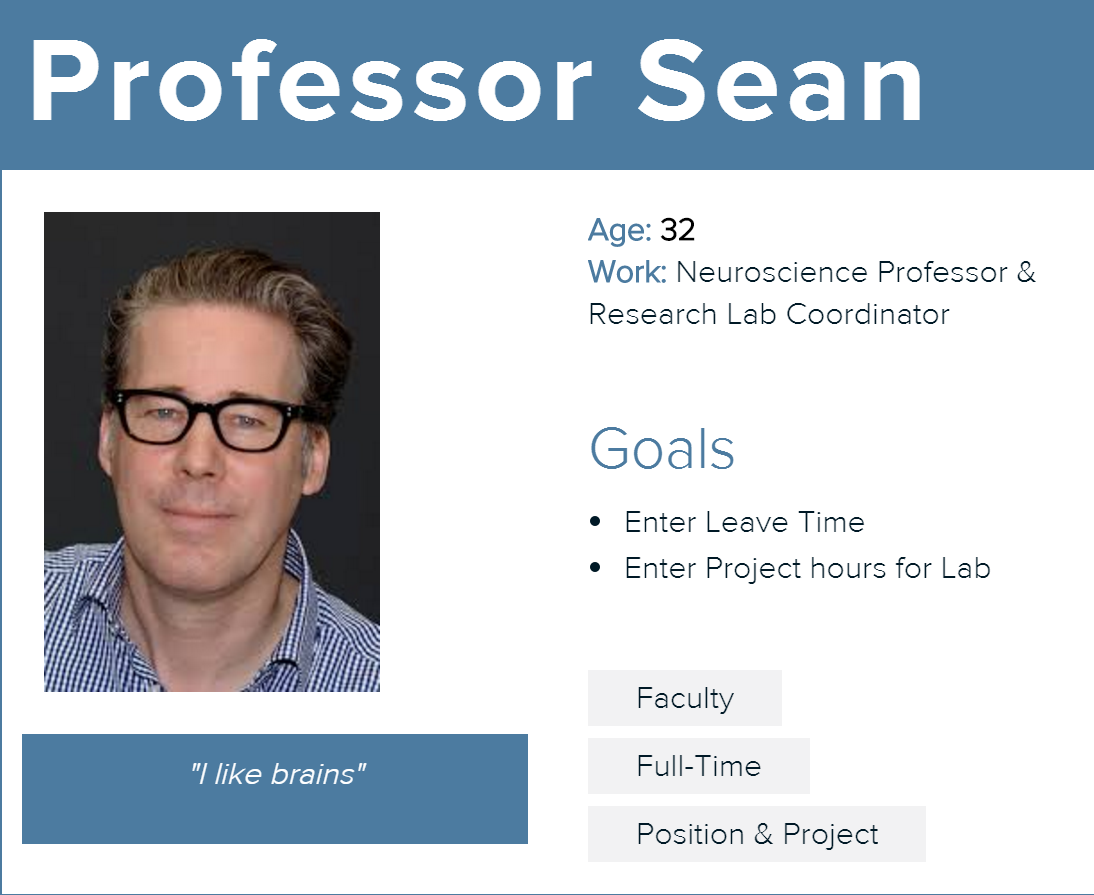 Professor Sean
Age: 32
Work: Neuroscience Professor &
Research Lab Coordinator
Goals
• Enter Leave Time
• Enter Project hours for Lab
Faculty
Full-Time
Position & Project
"I like brains"